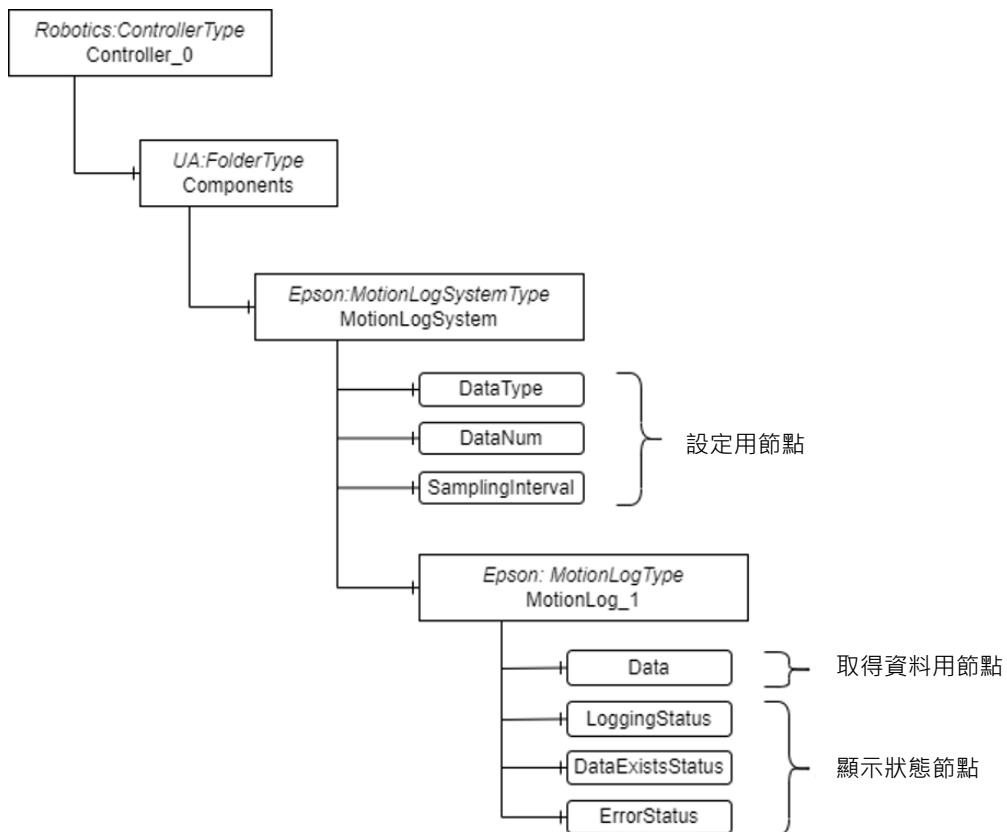 Robotics:ControllerType
Controller_0
UA:FolderType
Components
Epson:MotionLogSystemType
MotionLogSystem
DataType
DataNum
設定用節點
SamplingInterval
Epson: MotionLogType
MotionLog_1
Data
取得資料用節點
LoggingStatus
DataExistsStatus
顯示狀態節點
ErrorStatus